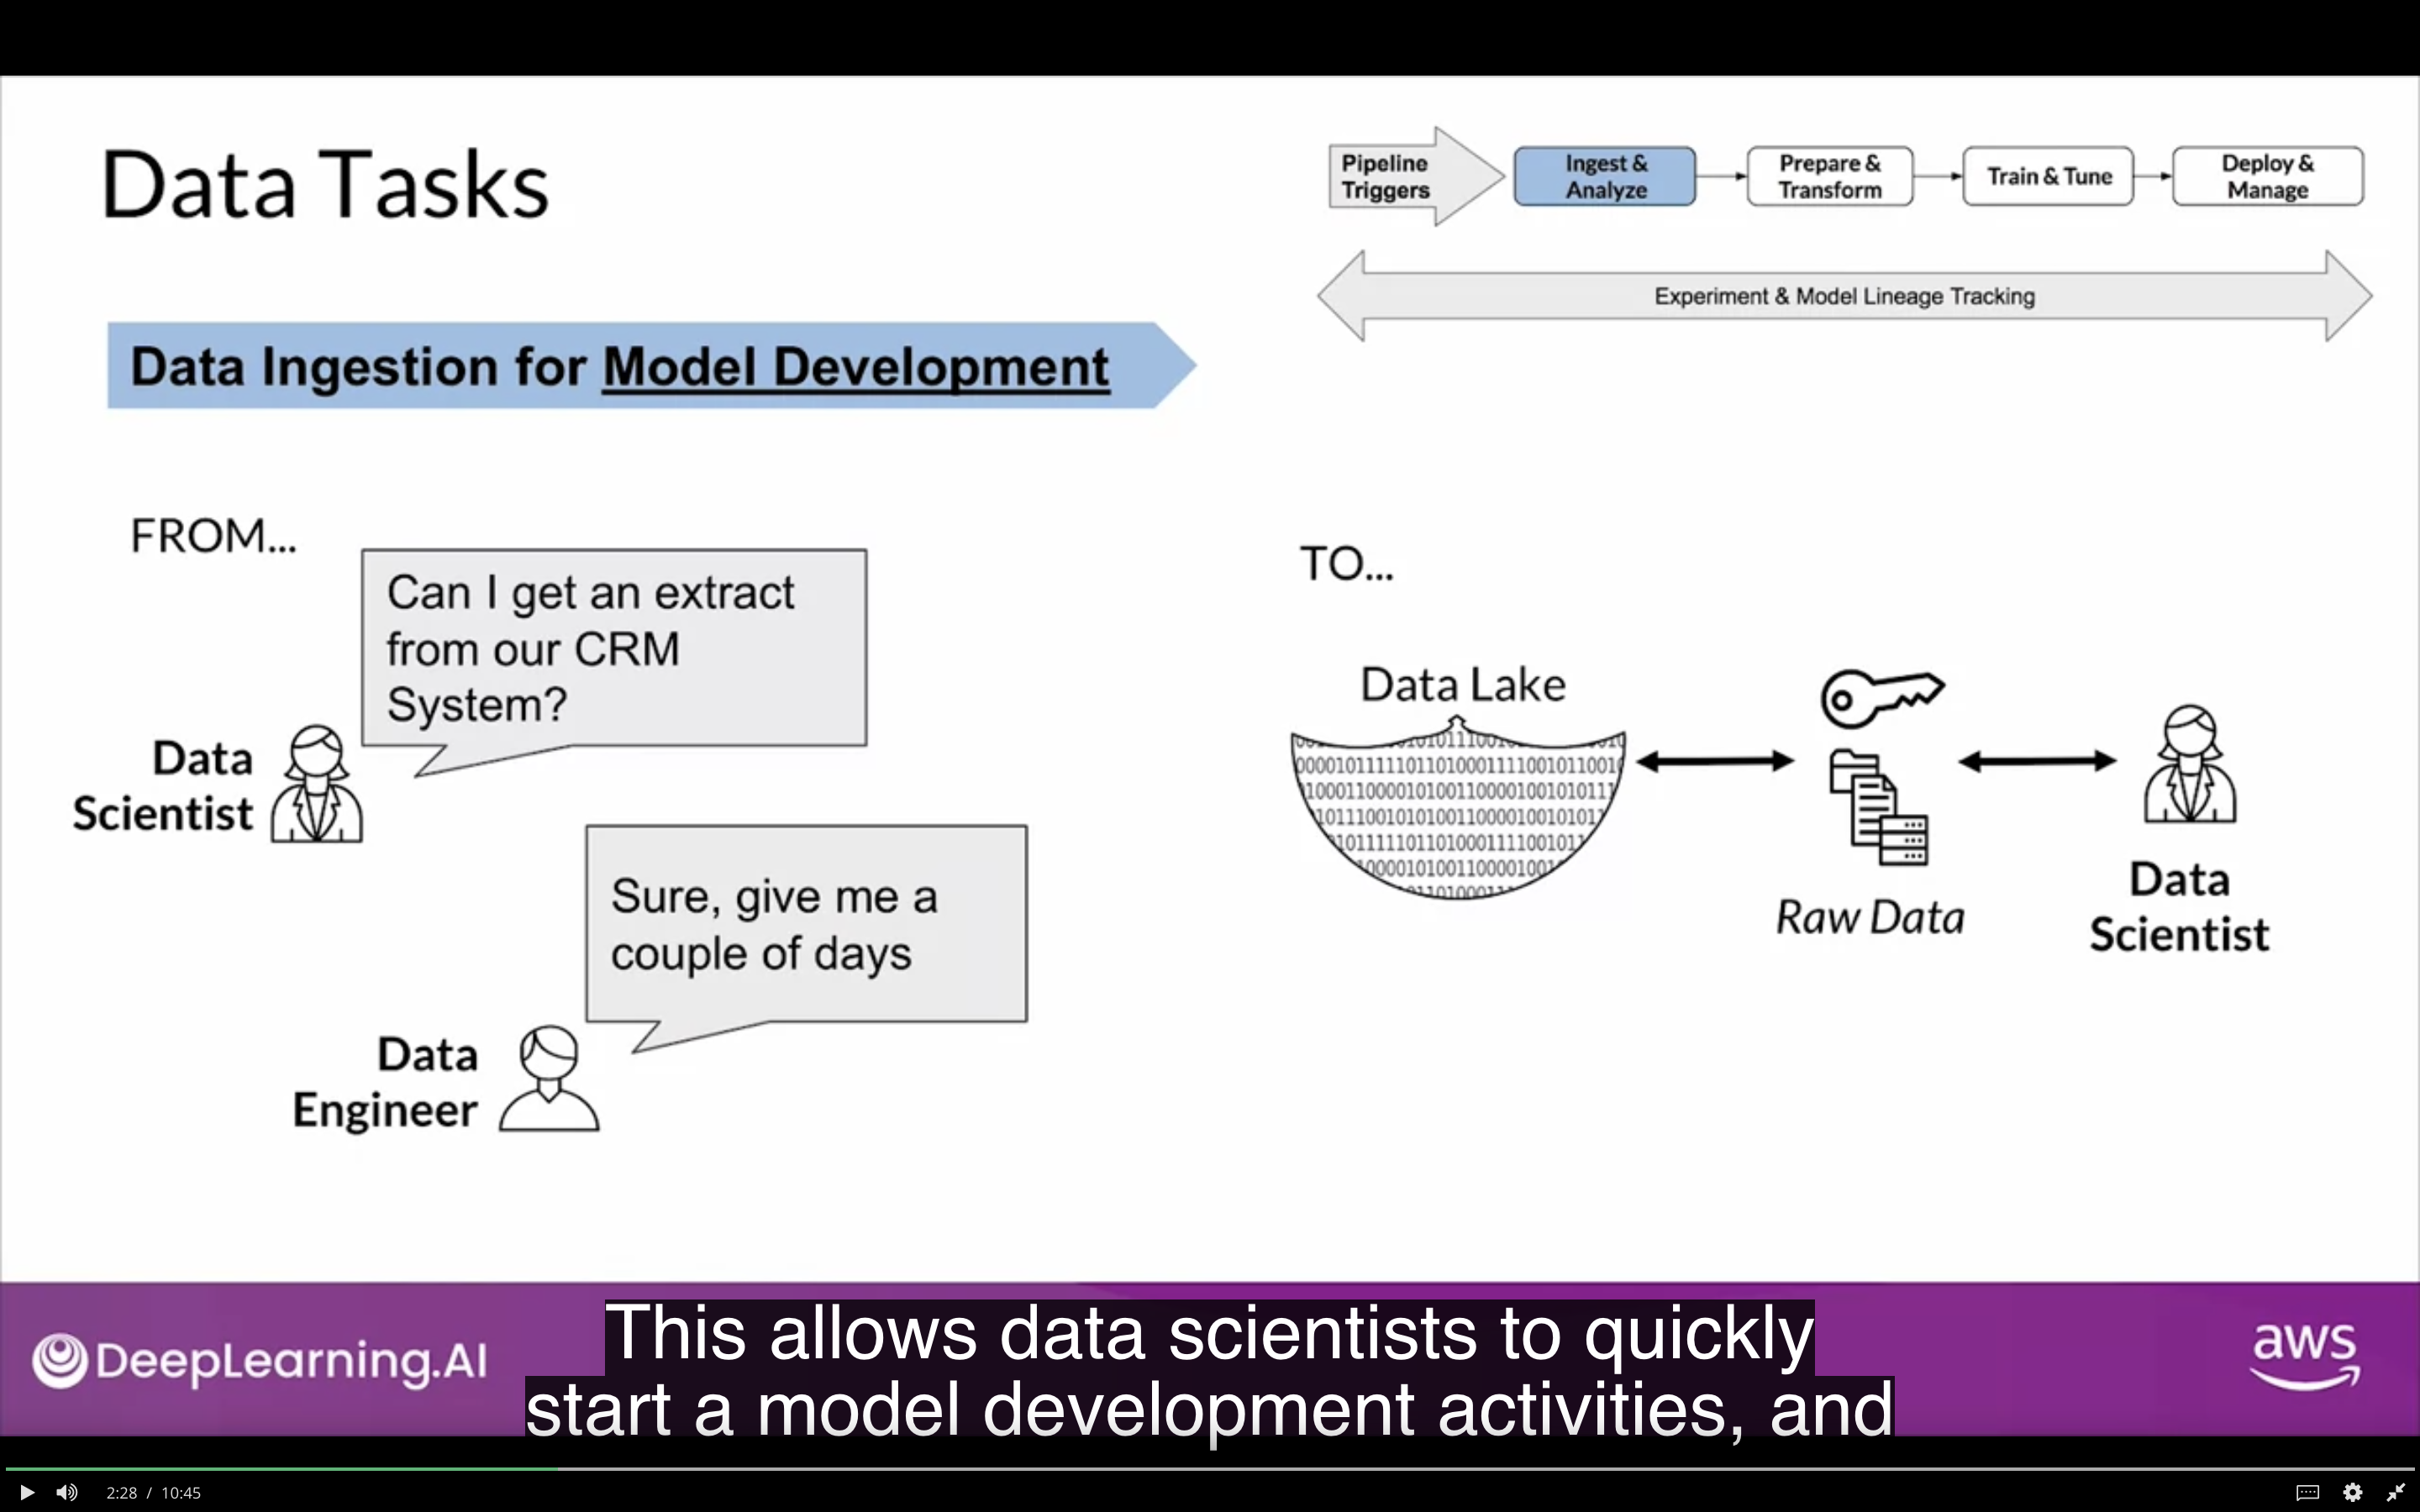 Data Tasks
Pipeline
Triggers
Ingest &
Analyze
Prepare &
Transform
Train & Tune
Deploy &
Manage
Experiment & Model Lineage Tracking
Data Ingestion for Model Development
FROM...
Can I get an extract
from our CRM
System?
Data
Scientist
Sure, give me a
couple of days
Data
Engineer
TO...
Data Lake
Raw Data
Data
Scientist
DeepLearning.AI
This allows data scientists to quickly
start a model development activities, and
aws
2:28 / 10:45